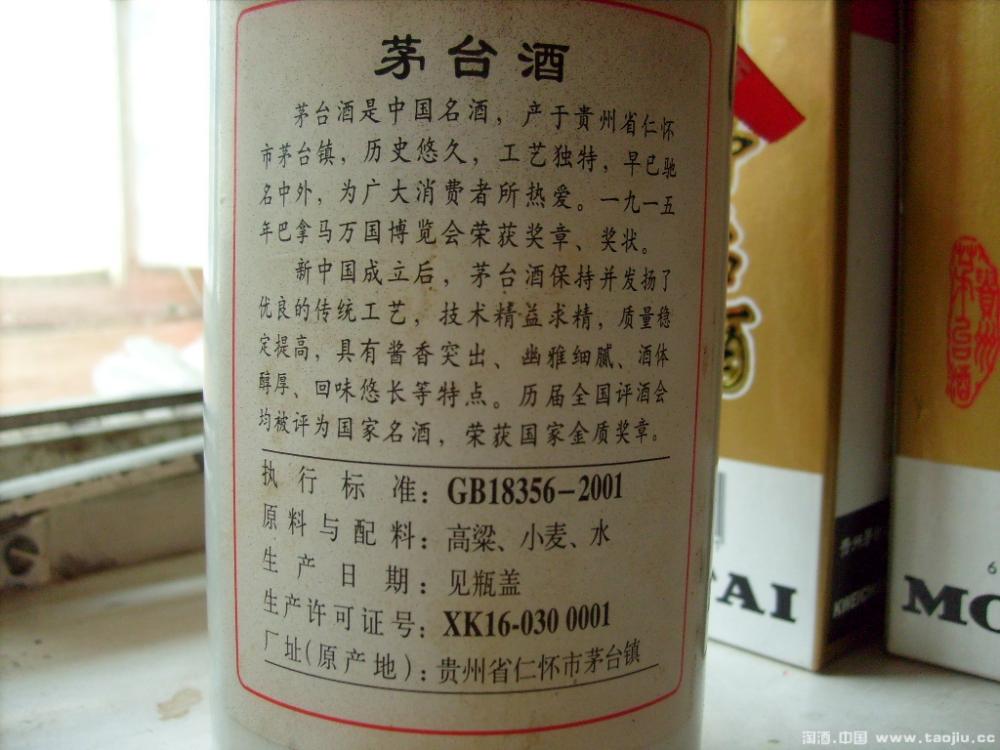 茅台酒
茅台酒是中国名酒，产于贵州省仁怀
市茅台镇，历史悠久，工艺独特，早已驰
名中外，为广大消费者所热爱。一九一五
年巴拿马万国博览会荣获奖章、奖状。
新中国成立后，茅台酒保持并发扬了
优良的传统工艺，技术精益求精，质量稳
定提高，具有酱香突出、幽雅细腻、酒体
醇厚、回味悠长等特点。历届全国评酒会
均被评为国家名酒，荣获国家金质奖章。
执行标准：GB18356-2001
原料与配料：高粱、小麦、水
生产日期：见瓶盖
生产许可证号：XK16-030 0001
厂址(原产地)：贵州省仁怀市茅台镇
酒
AI
MO
贵州
茅台酒
淘酒.中国 www.taojiu.cc